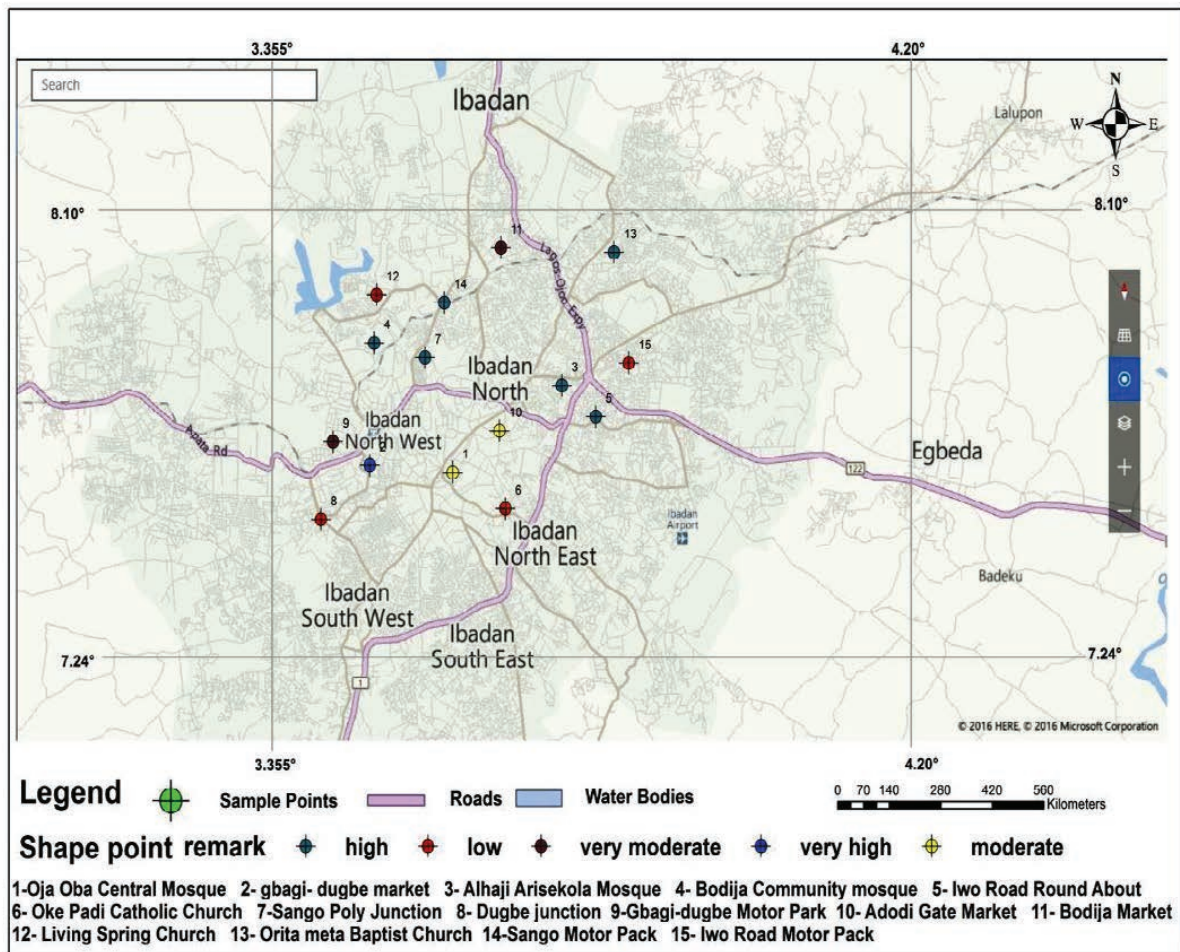 3.355° 4.20°
Search
Ibadan
N
Lalupon
W E
S
8.10° 8.10°
11
13
Lagos-Ojoo Expy
12
14
4
7
15
Ibadan
North
3
5
10
Ibadan
North West
9
2
Apata Rd
1
Egbeda
122
8
6
Ibadan
Airport
Ibadan
North East
Badeku
Ibadan
South West
Ibadan
South East
7.24° 7.24°
1
© 2016 HERE, © 2016 Microsoft Corporation
3.355° 4.20°
Legend Sample Points Roads Water Bodies
0 70 140 280 420 560
Kilometers
Shape point remark high low very moderate very high moderate
1-Oja Oba Central Mosque 2- gbagi- dugbe market 3- Alhaji Arisekola Mosque 4- Bodija Community mosque 5- Iwo Road Round About
6- Oke Padi Catholic Church 7-Sango Poly Junction 8- Dugbe junction 9-Gbagi-dugbe Motor Park 10- Adodi Gate Market 11- Bodija Market
12- Living Spring Church 13- Orita meta Baptist Church 14-Sango Motor Pack 15- Iwo Road Motor Pack